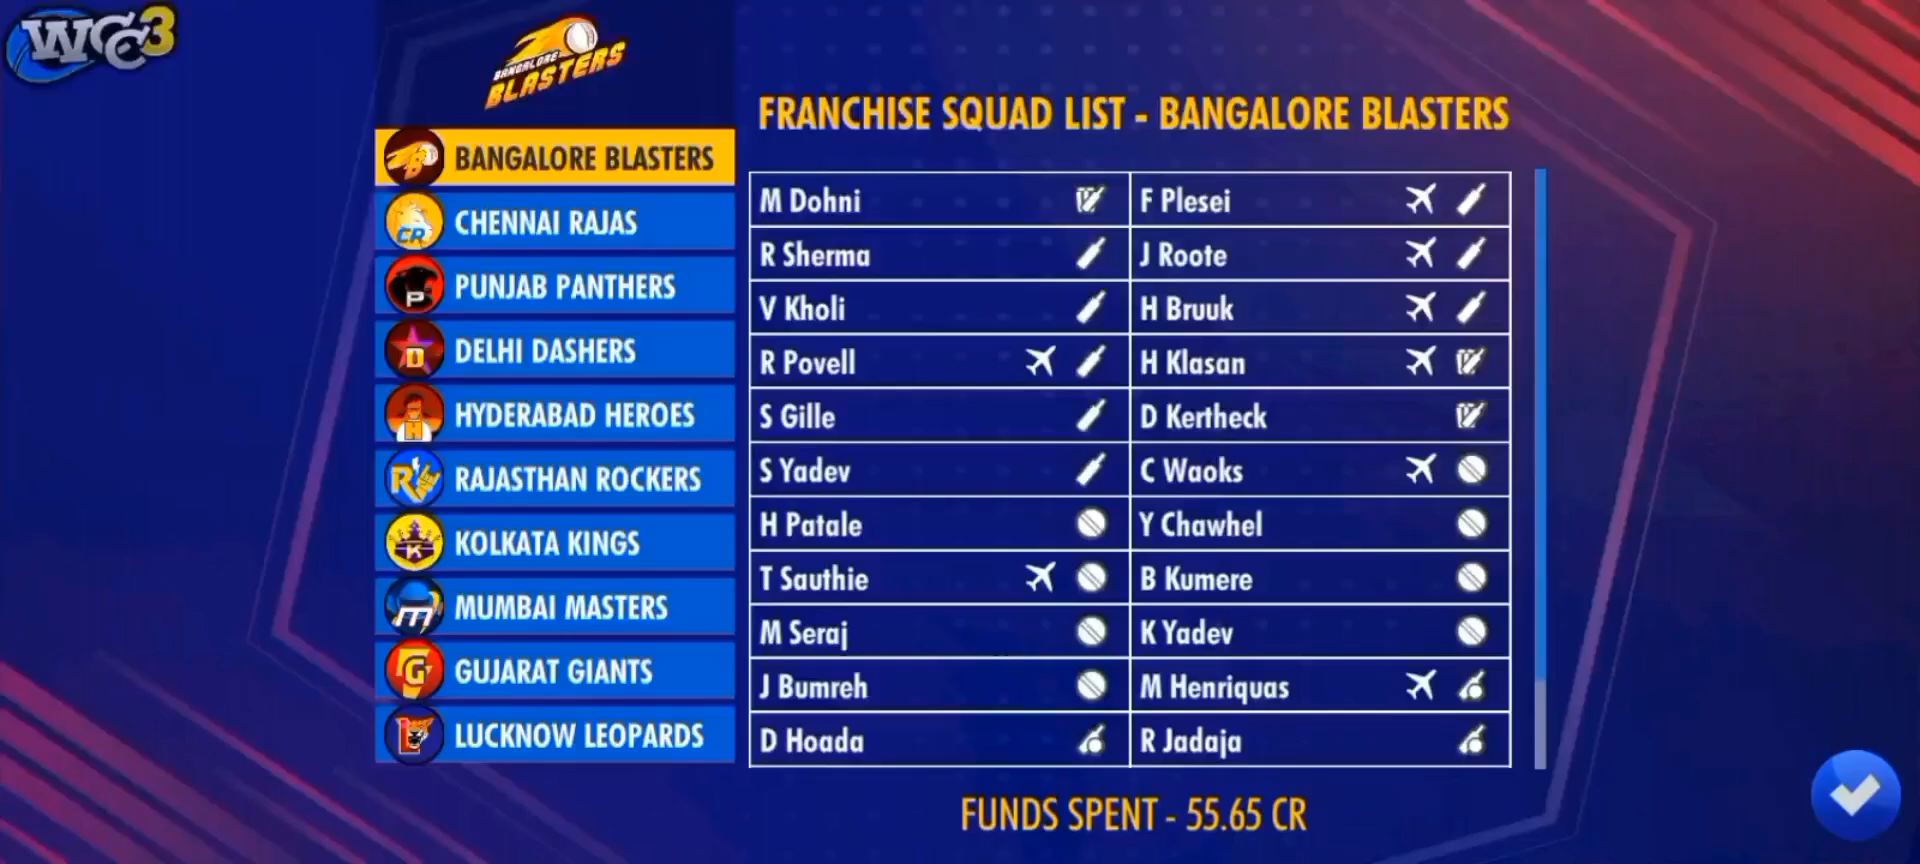 WCC3
BANGALORE
BLASTERS
FRANCHISE SQUAD LIST - BANGALORE BLASTERS
BANGALORE BLASTERS
CHENNAI RAJAS
PUNJAB PANTHERS
DELHI DASHERS
HYDERABAD HEROES
RAJASTHAN ROCKERS
KOLKATA KINGS
MUMBAI MASTERS
GUJARAT GIANTS
LUCKNOW LEOPARDS
M Dohni
F Plesei
R Sherma
J Roote
V Kholi
H Bruuk
R Povell
H Klasan
S Gille
D Kertheck
S Yadev
C Waoks
H Patale
Y Chawhel
T Sauthie
B Kumere
M Seraj
K Yadev
J Bumreh
M Henriquas
D Hoada
R Jadaja
FUNDS SPENT - 55.65 CR